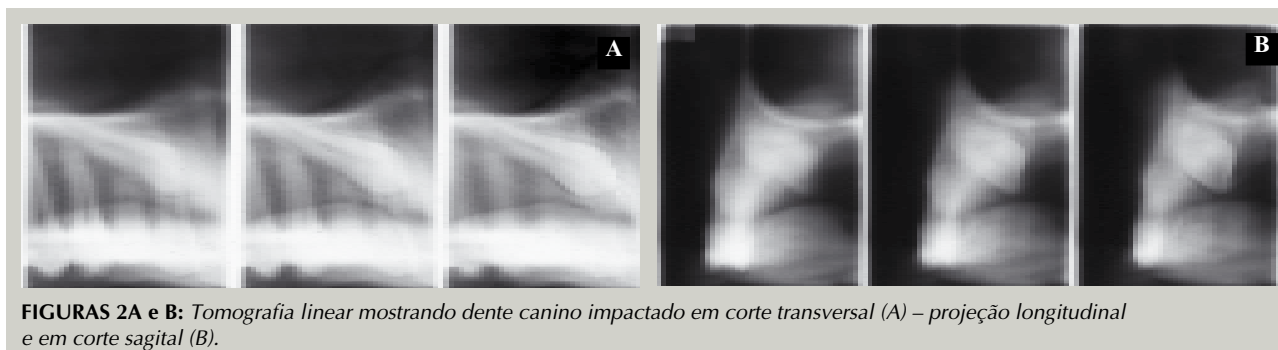 A
B
FIGURAS 2A e B: Tomografia linear mostrando dente canino impactado em corte transversal (A) – projeção longitudinal
e em corte sagital (B).